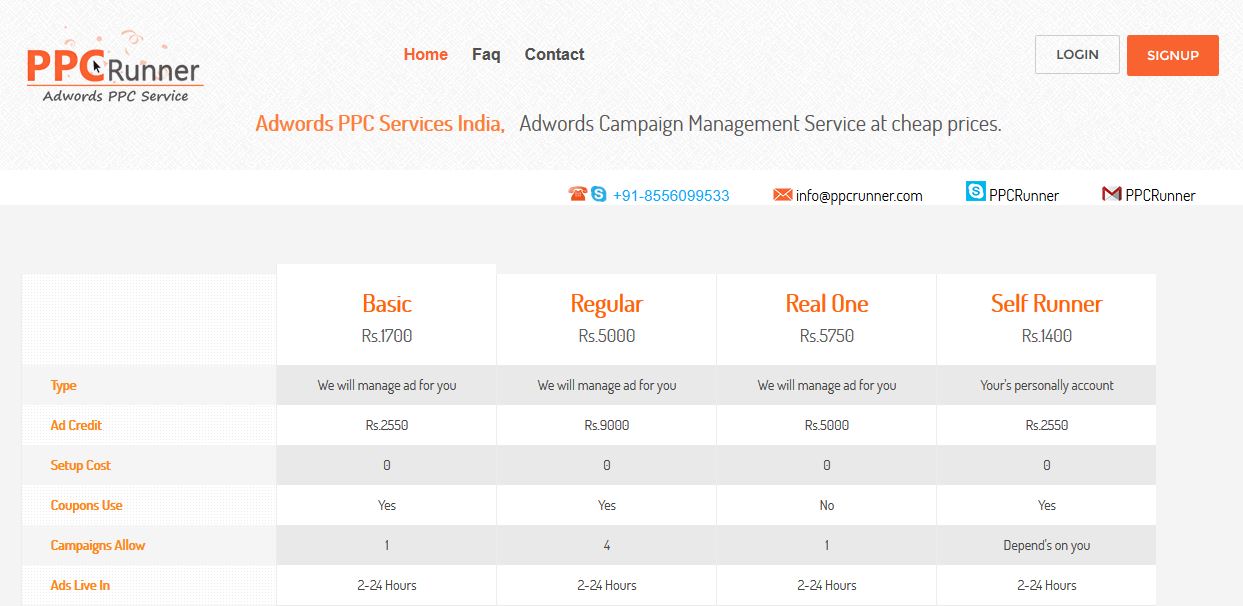 PPCRunner
Adwords PPC Service
Home Faq Contact
LOGIN SIGNUP
Adwords PPC Services India, Adwords Campaign Management Service at cheap prices.
+91-8556099533 info@ppcrunner.com PPCRunner PPCRunner
Basic Regular Real One Self Runner
Rs.1700 Rs.5000 Rs.5750 Rs.1400
Type We will manage ad for you We will manage ad for you We will manage ad for you Your's personally account
Ad Credit Rs.2550 Rs.9000 Rs.5000 Rs.2550
Setup Cost 0 0 0 0
Coupons Use Yes Yes No Yes
Campaigns Allow 1 4 1 Depend's on you
Ads Live In 2-24 Hours 2-24 Hours 2-24 Hours 2-24 Hours